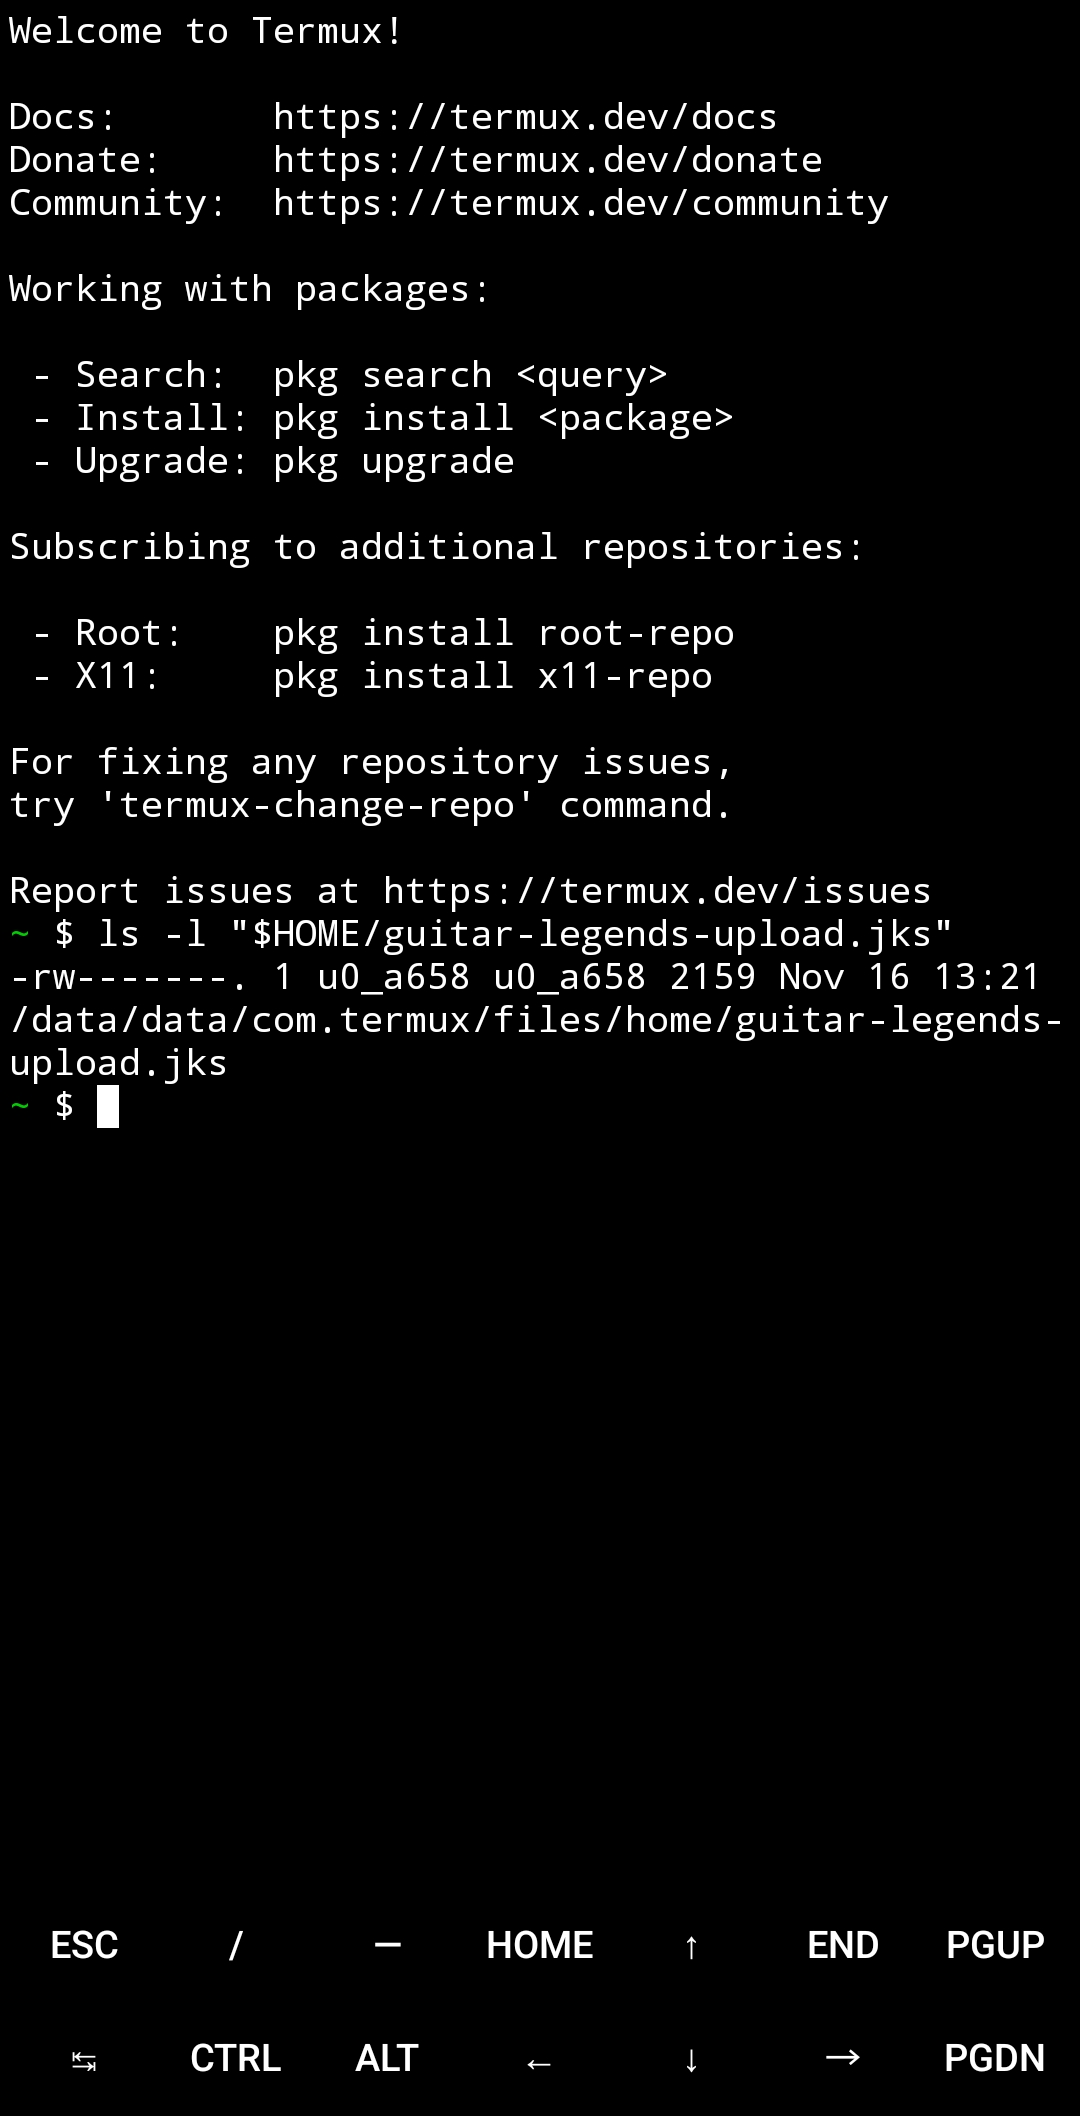 Welcome to Termux!
Docs:       https://termux.dev/docs
Donate:     https://termux.dev/donate
Community:  https://termux.dev/community
Working with packages:
 - Search:  pkg search <query>
 - Install: pkg install <package>
 - Upgrade: pkg upgrade
Subscribing to additional repositories:
 - Root:    pkg install root-repo
 - X11:     pkg install x11-repo
For fixing any repository issues,
try 'termux-change-repo' command.
Report issues at https://termux.dev/issues
~ $ ls -l "$HOME/guitar-legends-upload.jks"
-rw-------. 1 u0_a658 u0_a658 2159 Nov 16 13:21
/data/data/com.termux/files/home/guitar-legends-
upload.jks
~ $
ESC / — HOME ↑ END PGUP
↹ CTRL ALT ← ↓ → PGDN